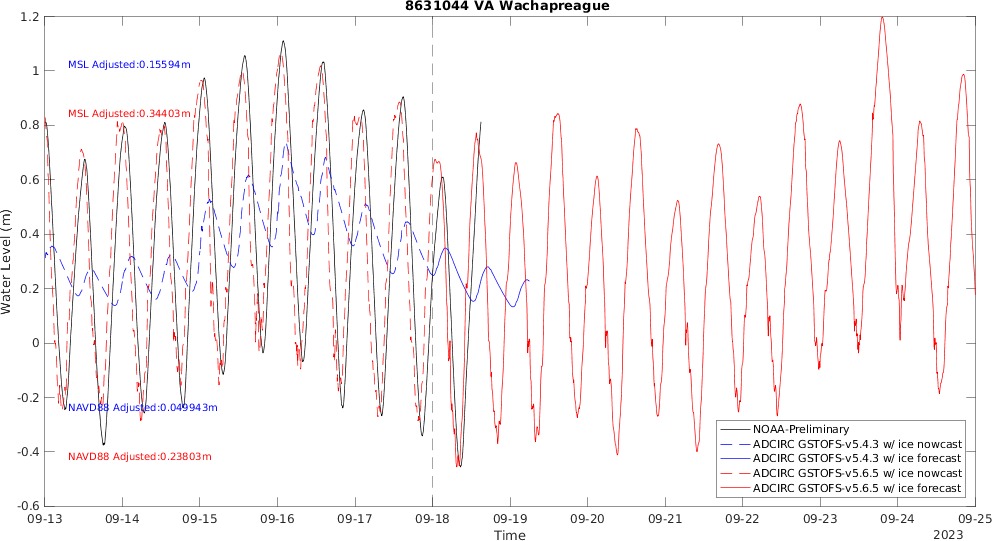 8631044 VA Wachapreague
1.2
1
0.8
0.6
0.4
0.2
0
-0.2
-0.4
-0.6
Water Level (m)
MSL Adjusted:0.15594m
MSL Adjusted:0.34403m
NAVD88 Adjusted:0.049943m
NAVD88 Adjusted:0.23803m
NOAA-Preliminary
ADCIRC GSTOFS-v5.4.3 w/ ice nowcast
ADCIRC GSTOFS-v5.4.3 w/ ice forecast
ADCIRC GSTOFS-v5.6.5 w/ ice nowcast
ADCIRC GSTOFS-v5.6.5 w/ ice forecast
09-13 09-14 09-15 09-16 09-17 09-18 09-19 09-20 09-21 09-22 09-23 09-24 09-25
Time
2023